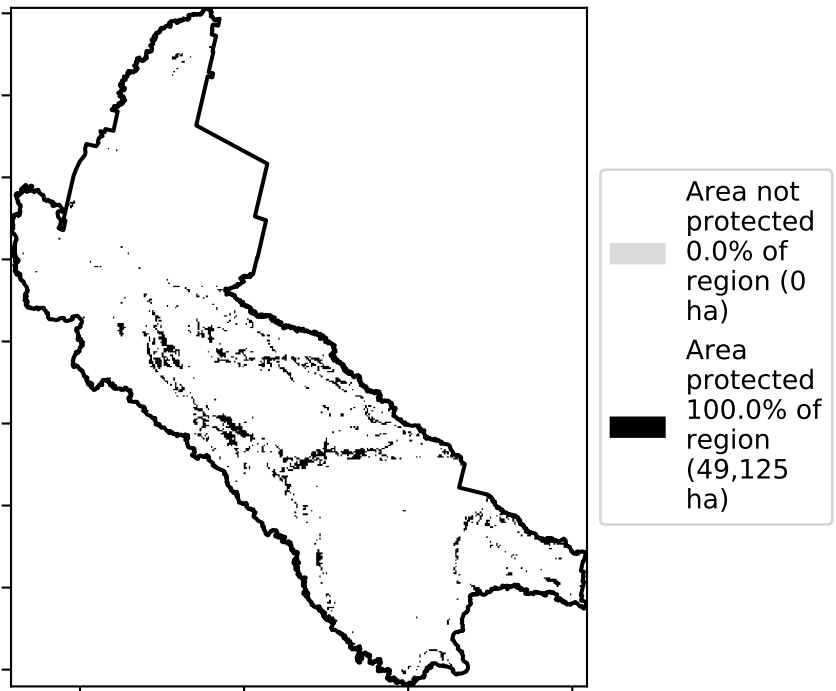 Area not
protected
0.0% of
region (0
ha)
Area
protected
100.0% of
region
(49,125
ha)